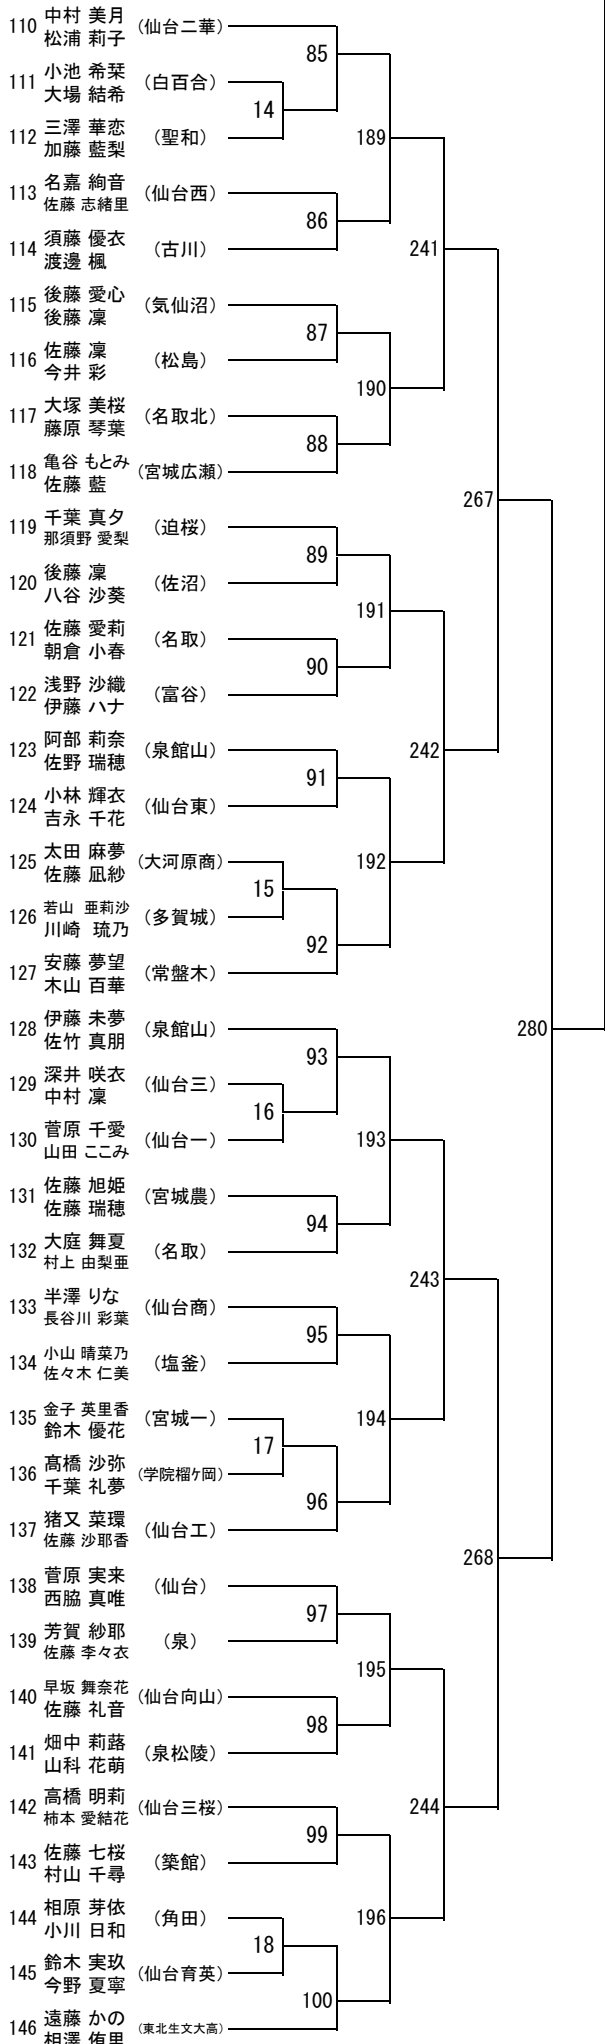 110 中村 美月 (仙台二華)
松浦 莉子
85
111 小池 希栞 (白百合)
大場 結希
14
112 三澤 華恋 (聖和)
加藤 藍梨
189
113 名嘉 絢音 (仙台西)
佐藤 志緒里
86
114 須藤 優衣 (古川)
渡邊 楓
241
115 後藤 愛心 (気仙沼)
後藤 凜
87
116 佐藤 凜 (松島)
今井 彩
190
117 大塚 美桜 (名取北)
藤原 琴葉
88
118 亀谷 もとみ (宮城広瀬)
佐藤 藍
267
119 千葉 真夕 (迫桜)
那須野 愛梨
89
120 後藤 凜 (佐沼)
八谷 沙葵
191
121 佐藤 愛莉 (名取)
朝倉 小春
90
122 浅野 沙織 (富谷)
伊藤 ハナ
242
123 阿部 莉奈 (泉館山)
佐野 瑞穂
91
124 小林 輝衣 (仙台東)
吉永 千花
192
125 太田 麻夢 (大河原商)
佐藤 凪紗
15
126 若山 亜莉沙 (多賀城)
川崎 琉乃
92
127 安藤 夢望 (常盤木)
木山 百華
280
128 伊藤 未夢 (泉館山)
佐竹 真朋
93
129 深井 咲衣 (仙台三)
中村 凜
16
130 菅原 千愛 (仙台一)
山田 ここみ
193
131 佐藤 旭姫 (宮城農)
佐藤 瑞穂
94
132 大庭 舞夏 (名取)
村上 由梨亜
243
133 半澤 りな (仙台商)
長谷川 彩葉
95
134 小山 晴菜乃 (塩釜)
佐々木 仁美
194
135 金子 英里香 (宮城一)
鈴木 優花
17
136 髙橋 沙弥 (学院榴ケ岡)
千葉 礼夢
96
137 猪又 菜環 (仙台工)
佐藤 沙耶香
268
138 菅原 実来 (仙台)
西脇 真唯
97
139 芳賀 紗耶 (泉)
佐藤 李々衣
195
140 早坂 舞奈花 (仙台向山)
佐藤 礼音
98
141 畑中 莉蕗 (泉松陵)
山科 花萌
244
142 高橋 明莉 (仙台三桜)
柿本 愛結花
99
143 佐藤 七桜 (築館)
村山 千尋
196
144 相原 芽依 (角田)
小川 日和
18
145 鈴木 実玖 (仙台育英)
今野 夏寧
100
146 遠藤 かの (東北生文大高)
相澤 侑里